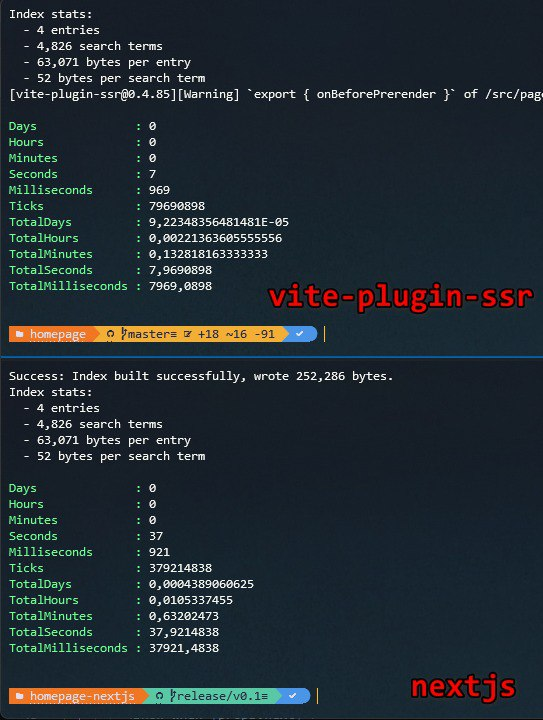 Index stats:
- 4 entries
- 4,826 search terms
- 63,071 bytes per entry
- 52 bytes per search term
[vite-plugin-ssr@0.4.85][Warning] `export { onBeforePrerender }` of /src/page
Days : 0
Hours : 0
Minutes : 0
Seconds : 7
Milliseconds : 969
Ticks : 79690898
TotalDays : 9,22348356481481E-05
TotalHours : 0,00221363605555556
TotalMinutes : 0,132818163333333
TotalSeconds : 7,9690898
TotalMilliseconds : 7969,0898
vite-plugin-ssr
homepage master≡ +18 ~16 -91
Success: Index built successfully, wrote 252,286 bytes.
Index stats:
- 4 entries
- 4,826 search terms
- 63,071 bytes per entry
- 52 bytes per search term
Days : 0
Hours : 0
Minutes : 0
Seconds : 37
Milliseconds : 921
Ticks : 379214838
TotalDays : 0,0004389060625
TotalHours : 0,0105337455
TotalMinutes : 0,63202473
TotalSeconds : 37,9214838
TotalMilliseconds : 37921,4838
homepage-nextjs release/v0.1≡
nextjs